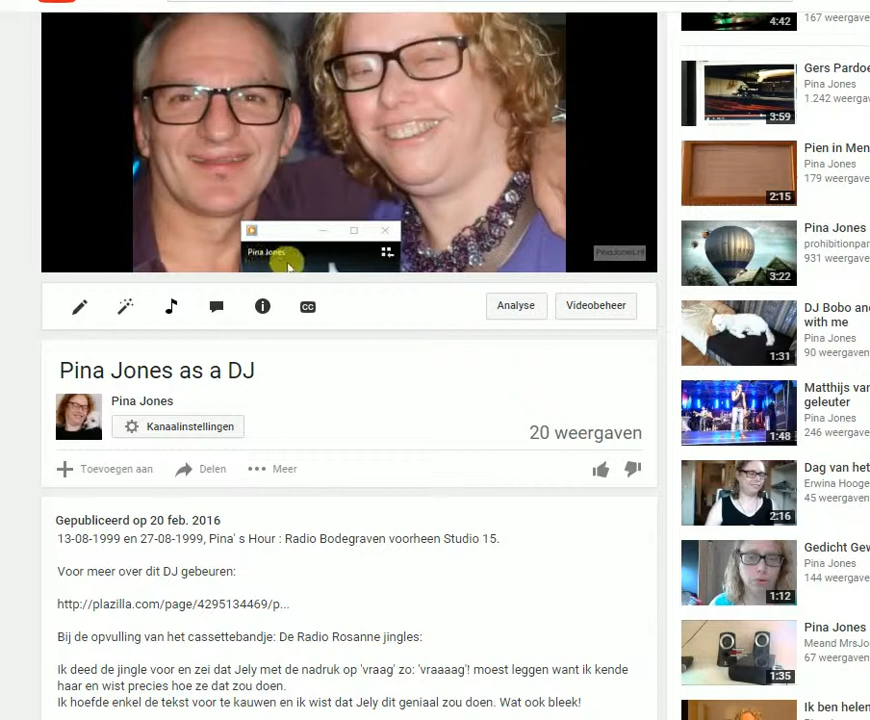 4:42
167 weergaven
Pina Jones
PinaJones.nl
Analyse
Videobeheer
Pina Jones as a DJ
Pina Jones
Kanaalinstellingen
20 weergaven
Toevoegen aan
Delen
Meer
Gepubliceerd op 20 feb. 2016
13-08-1999 en 27-08-1999, Pina' s Hour : Radio Bodegraven voorheen Studio 15.
Voor meer over dit DJ gebeuren:
http://plazilla.com/page/4295134469/p...
Bij de opvulling van het cassettebandje: De Radio Rosanne jingles:
Ik deed de jingle voor en zei dat Jely met de nadruk op 'vraag' zo: 'vraaaag'! moest leggen want ik kende
haar en wist precies hoe ze dat zou doen.
Ik hoefde enkel de tekst voor te kauwen en ik wist dat Jely dit geniaal zou doen. Wat ook bleek!
Gers Pardoe
Pina Jones
1.242 weergav
3:59
Pien in Men
Pina Jones
179 weergave
2:15
Pina Jones
prohibitionpar
931 weergave
3:22
DJ Bobo and
with me
Pina Jones
90 weergaven
1:31
Matthijs van
geleuter
Pina Jones
246 weergave
1:48
Dag van het
Erwina Hooge
45 weergaven
2:16
Gedicht Gew
Pina Jones
144 weergave
1:12
Pina Jones
Meand MrsJo
67 weergaven
1:35
Ik ben helen